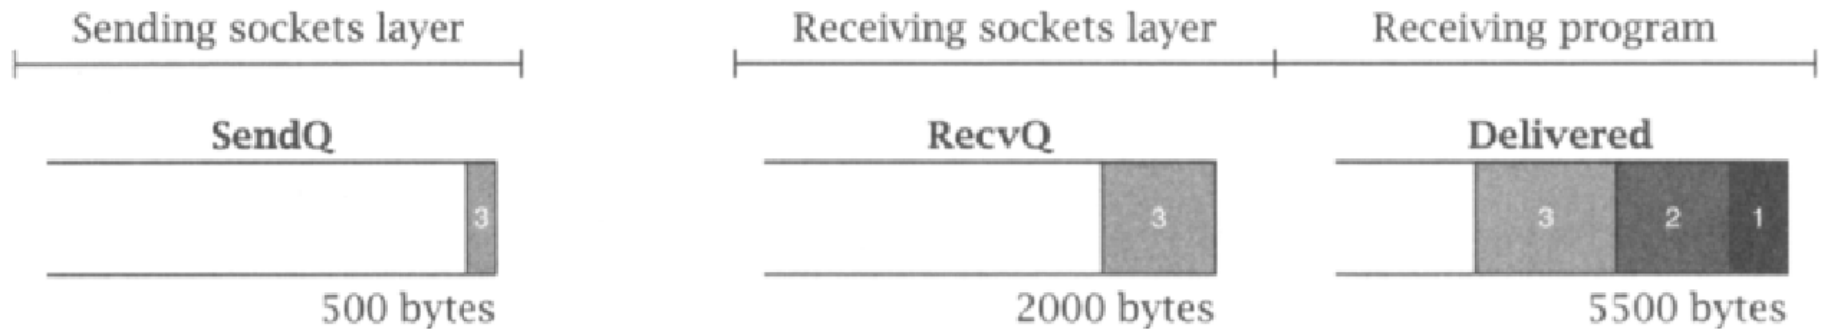 Sending sockets layer Receiving sockets layer Receiving program
SendQ RecvQ Delivered
3 3 3 2 1
500 bytes 2000 bytes 5500 bytes